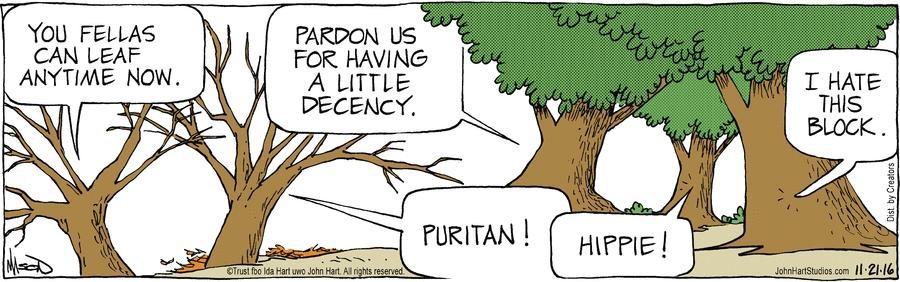 YOU FELLAS
CAN LEAF
ANYTIME NOW.
PARDON US
FOR HAVING
A LITTLE
DECENCY.
PURITAN!
HIPPIE!
I HATE
THIS
BLOCK.
MASON
©Trust fbo Ida Hart uwo John Hart. All rights reserved.
Dist. by Creators
JohnHartStudios.com 11.21.16